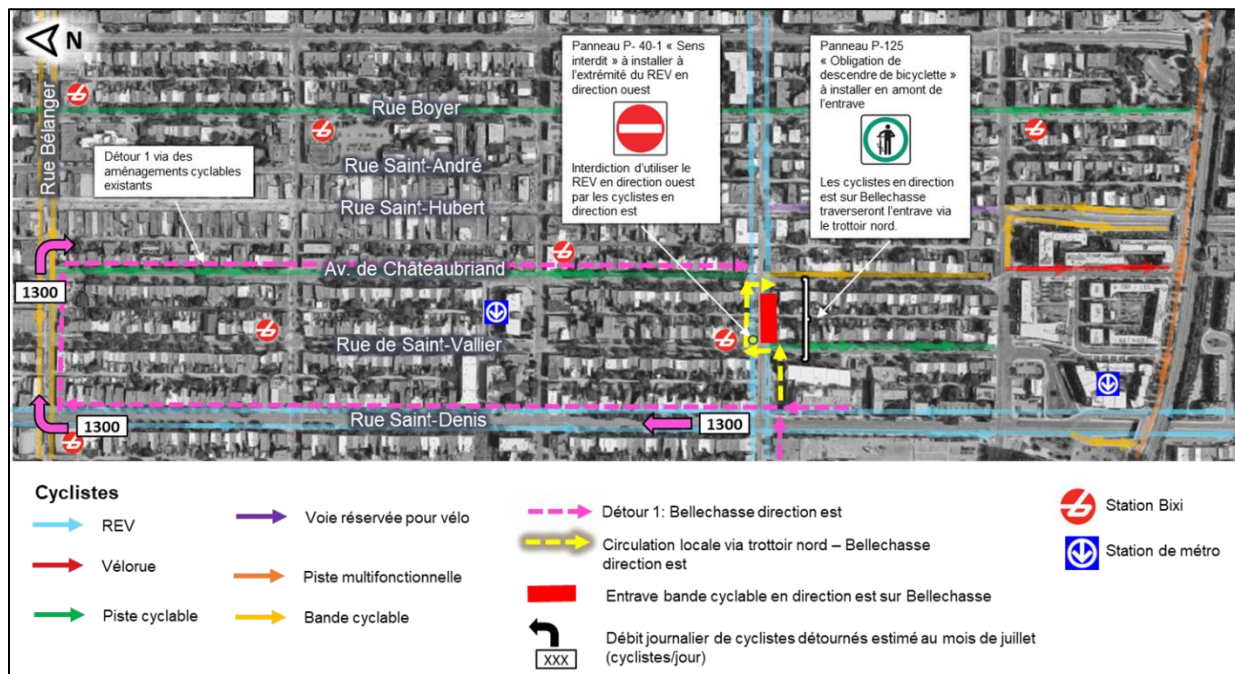 N
Rue Bélanger
Rue Boyer
Rue Saint-André
Rue Saint-Hubert
Av. de Châteaubriand
Rue de Saint-Vallier
Rue Saint-Denis
Détour 1 via des
aménagements cyclables
existants
Panneau P- 40-1 « Sens
interdit » à installer à
l'extrémité du REV en
direction ouest
Interdiction d'utiliser le
REV en direction ouest
par les cyclistes en
direction est
Panneau P-125
« Obligation de
descendre de bicyclette »
à installer en amont de
l'entrave
Les cyclistes en direction
est sur Bellechasse
traverseront l'entrave via
le trottoir nord.
1300
1300
1300
Cyclistes
REV
Vélorue
Piste cyclable
Voie réservée pour vélo
Piste multifonctionnelle
Bande cyclable
Détour 1: Bellechasse direction est
Circulation locale via trottoir nord – Bellechasse
direction est
Entrave bande cyclable en direction est sur Bellechasse
XXX
Débit journalier de cyclistes détournés estimé au mois de juillet
(cyclistes/jour)
Station Bixi
Station de métro